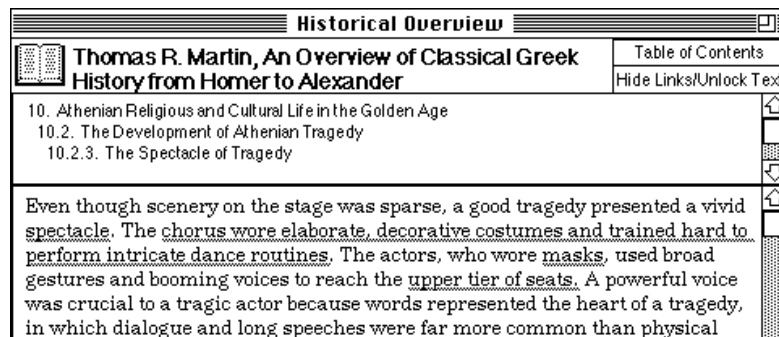 Historical Overview
Thomas R. Martin, An Overview of Classical Greek
History from Homer to Alexander
Table of Contents
Hide Links/Unlock Tex
10. Athenian Religious and Cultural Life in the Golden Age
10.2. The Development of Athenian Tragedy
10.2.3. The Spectacle of Tragedy
Even though scenery on the stage was sparse, a good tragedy presented a vivid
spectacle. The chorus wore elaborate, decorative costumes and trained hard to
perform intricate dance routines. The actors, who wore masks, used broad
gestures and booming voices to reach the upper tier of seats. A powerful voice
was crucial to a tragic actor because words represented the heart of a tragedy,
in which dialogue and long speeches were far more common than physical